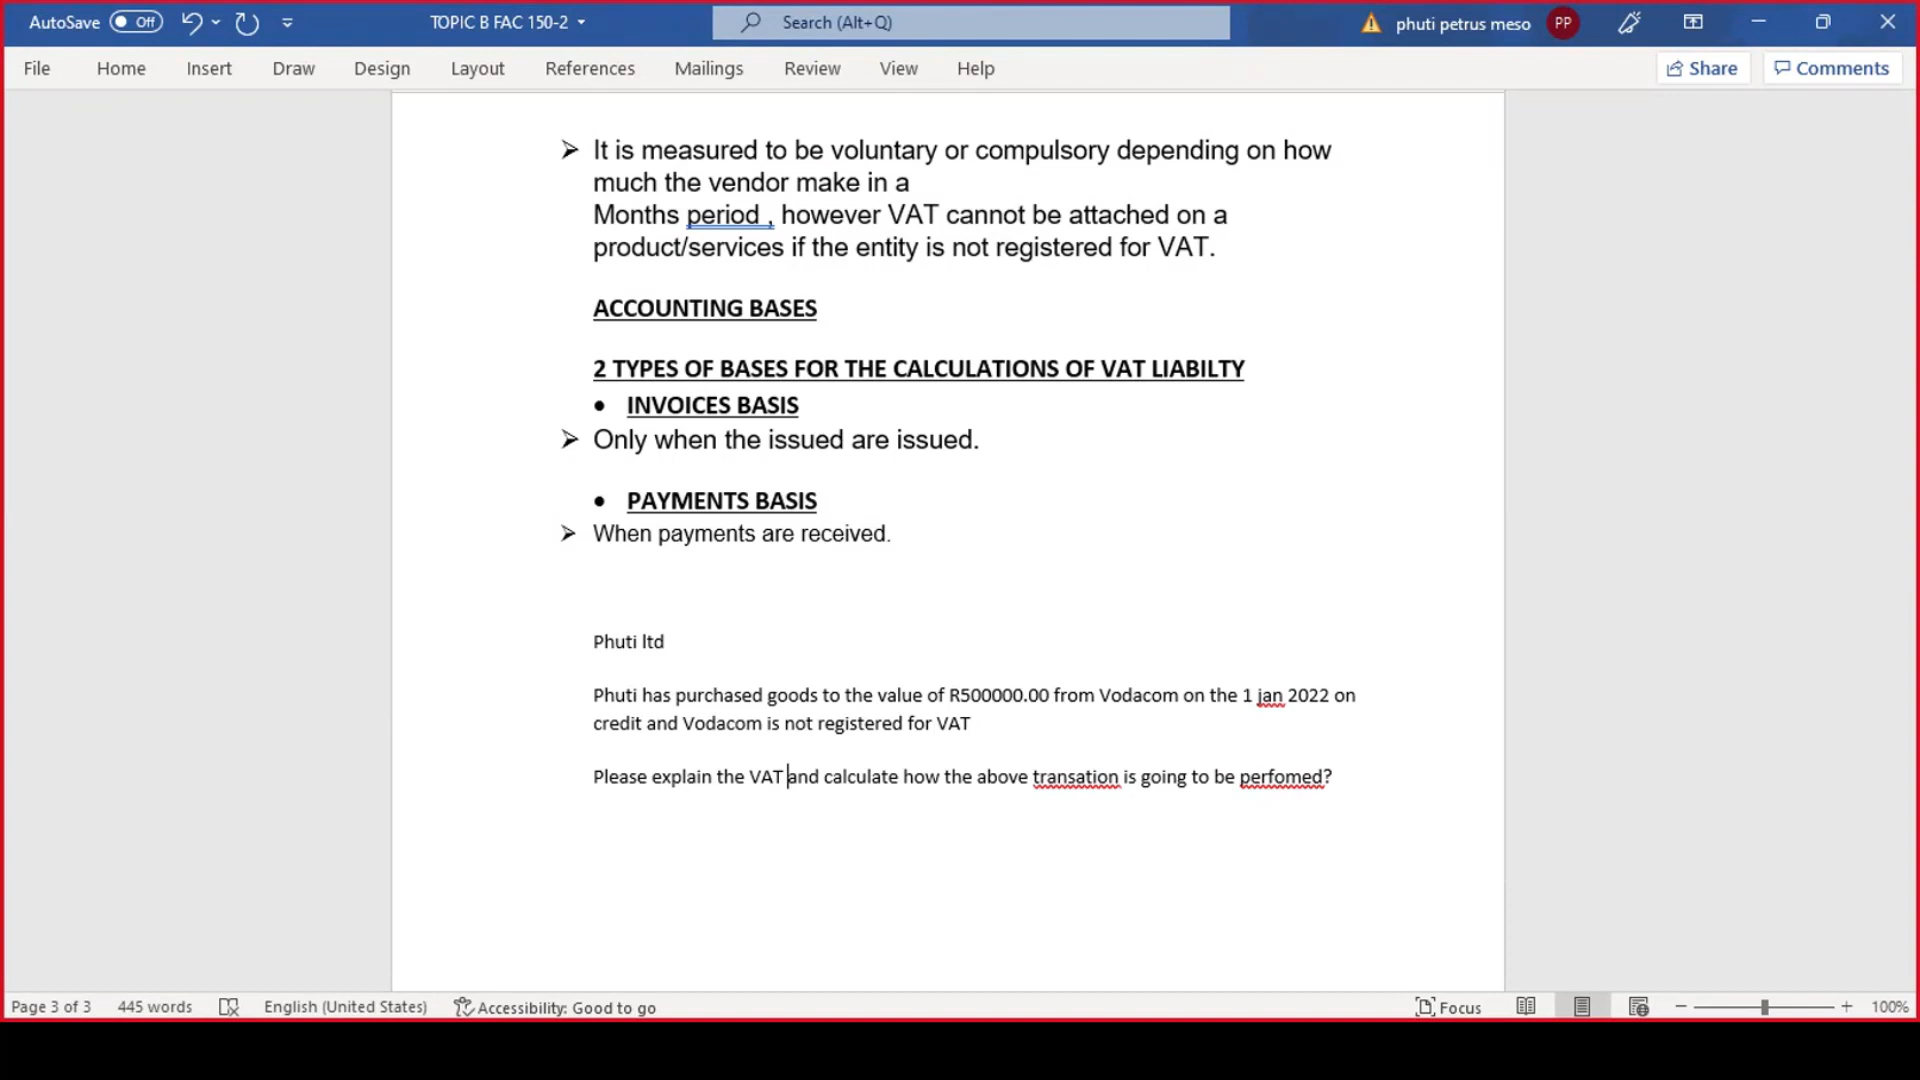 AutoSave Off TOPIC B FAC 150-2 Search (Alt+Q) phuti petrus meso PP
File Home Insert Draw Design Layout References Mailings Review View Help Share Comments
➢ It is measured to be voluntary or compulsory depending on how
much the vendor make in a
Months period , however VAT cannot be attached on a
product/services if the entity is not registered for VAT.
ACCOUNTING BASES
2 TYPES OF BASES FOR THE CALCULATIONS OF VAT LIABILTY
• INVOICES BASIS
➢ Only when the issued are issued.
• PAYMENTS BASIS
➢ When payments are received.
Phuti ltd
Phuti has purchased goods to the value of R500000.00 from Vodacom on the 1 jan 2022 on
credit and Vodacom is not registered for VAT
Please explain the VAT and calculate how the above transation is going to be perfomed?
Page 3 of 3 445 words English (United States) Accessibility: Good to go Focus 100%